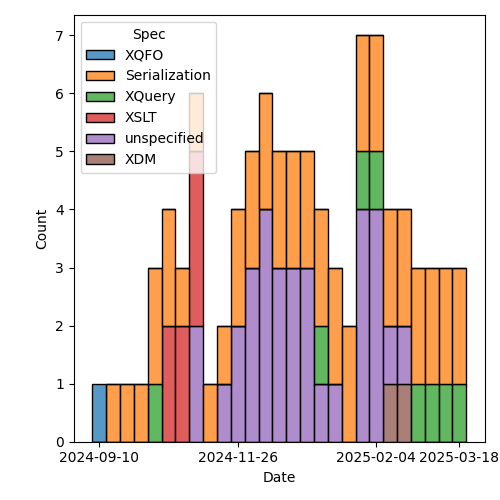 Spec
XQFO
Serialization
XQuery
XSLT
unspecified
XDM
7
6
5
4
3
2
1
0
Count
2024-09-10 2024-11-26 2025-02-04 2025-03-18
Date